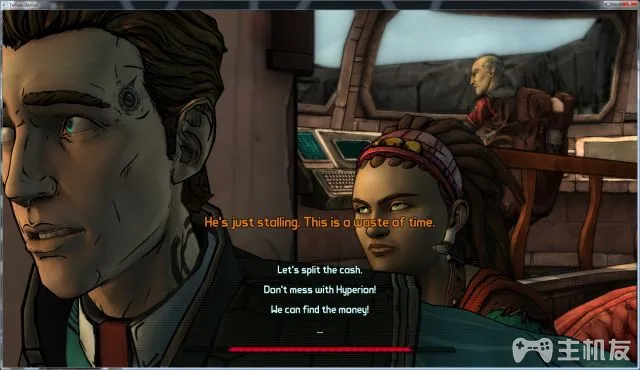 Telltale Games
He's just stalling. This is a waste of time.
Let's split the cash.
Don't mess with Hyperian!
We can find the money!
...
主机友